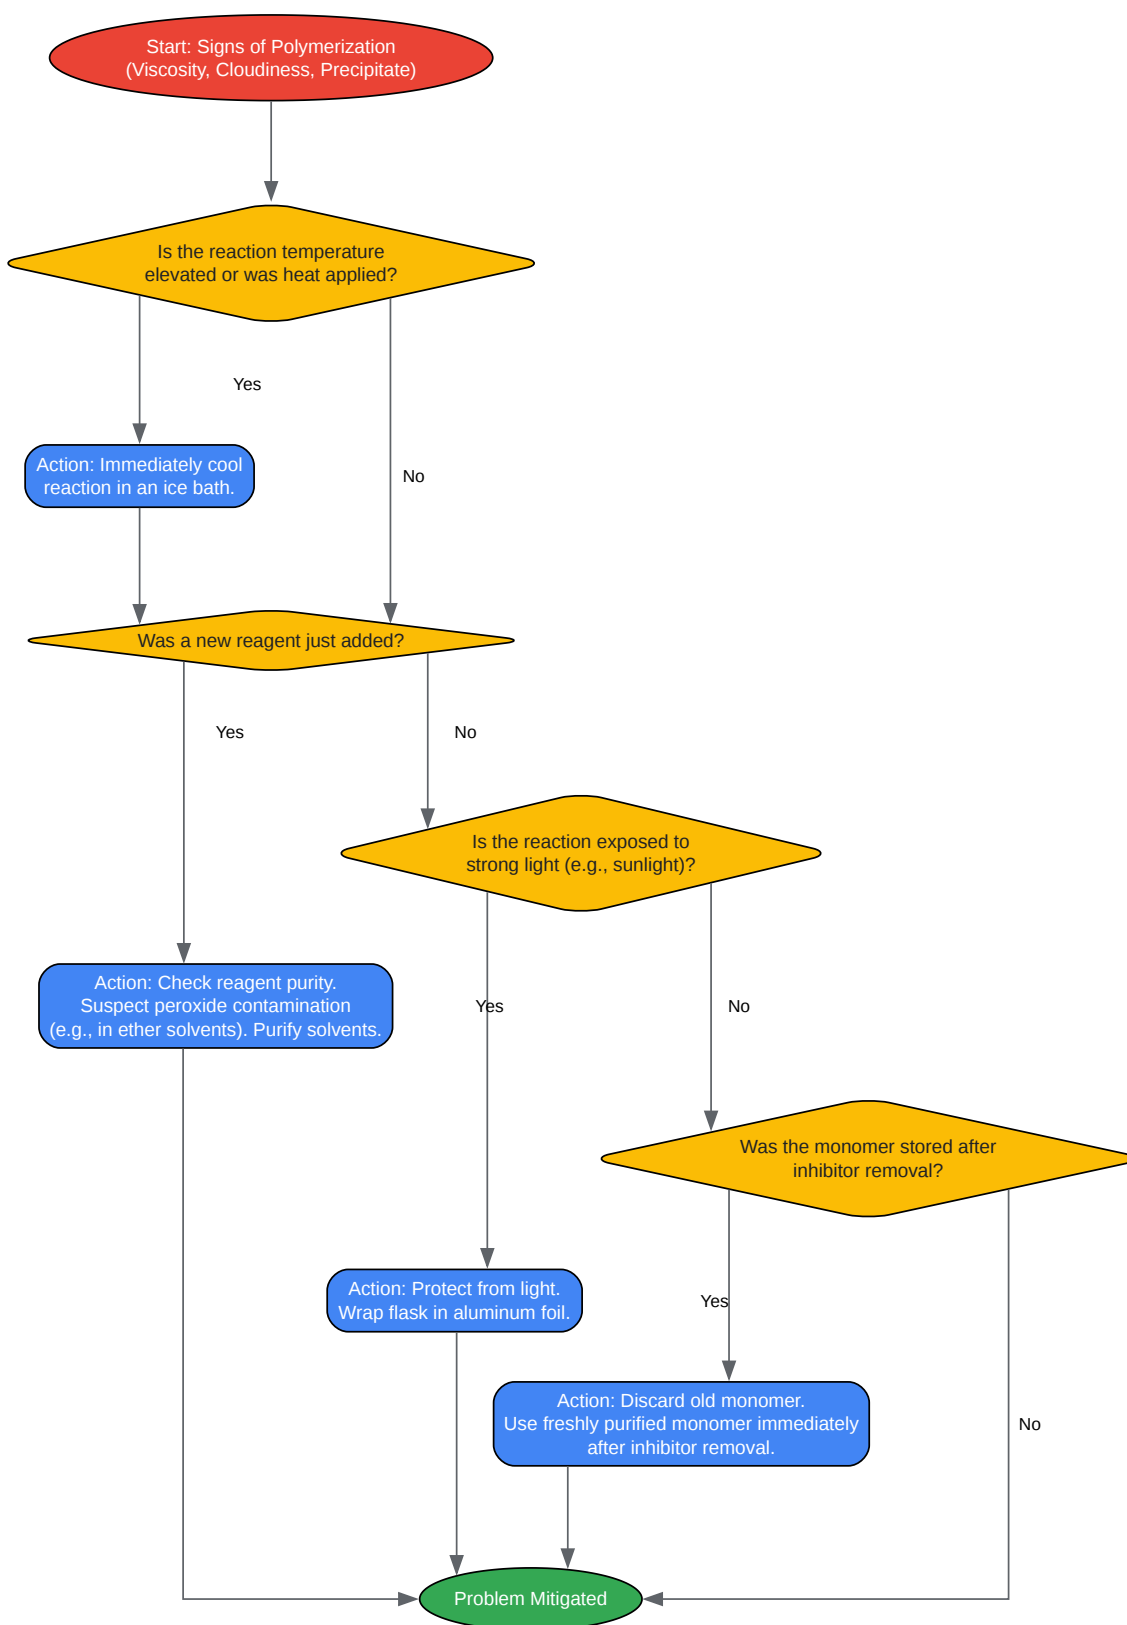 Start: Signs of Polymerization
(Viscosity, Cloudiness, Precipitate)
Is the reaction temperature
elevated or was heat applied?
Yes
Action: Immediately cool
reaction in an ice bath.
No
Was a new reagent just added?
Yes
No
Is the reaction exposed to
strong light (e.g., sunlight)?
Action: Check reagent purity.
Suspect peroxide contamination
(e.g., in ether solvents). Purify solvents.
Yes
No
Was the monomer stored after
inhibitor removal?
Action: Protect from light.
Wrap flask in aluminum foil.
Yes
Action: Discard old monomer.
Use freshly purified monomer immediately
after inhibitor removal.
No
Problem Mitigated